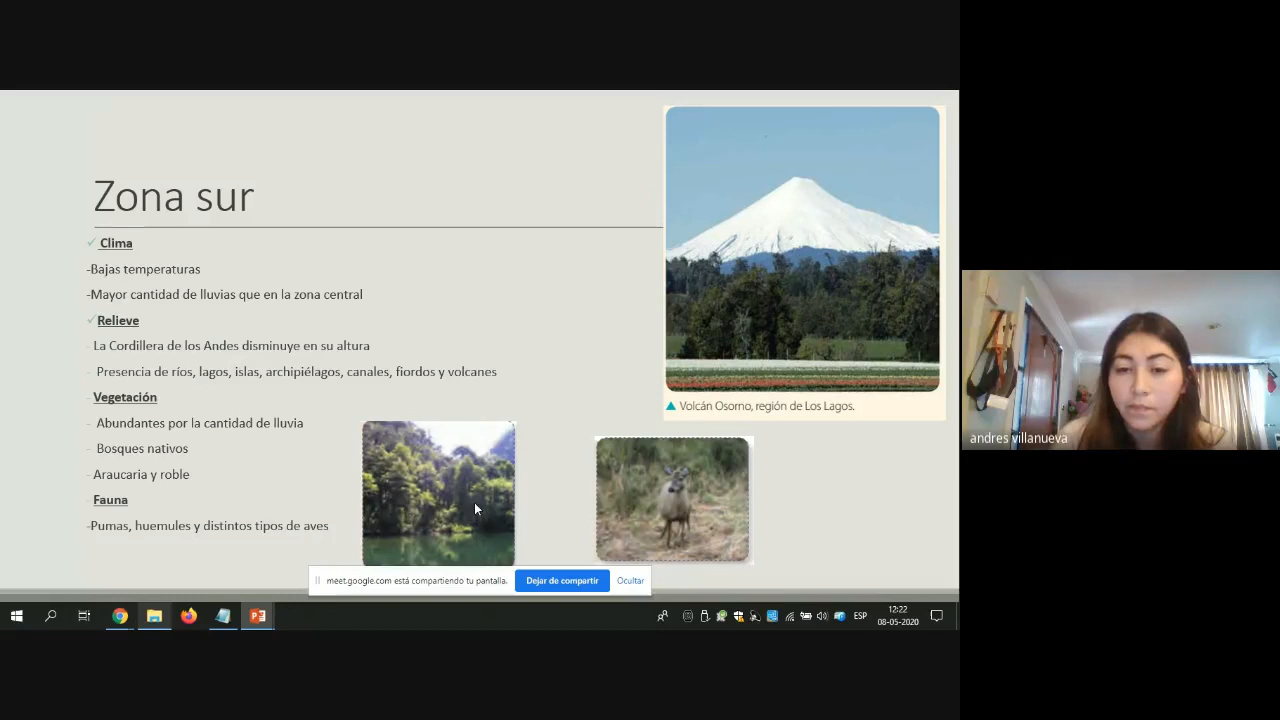 Zona sur
✓ Clima
-Bajas temperaturas
-Mayor cantidad de lluvias que en la zona central
✓Relieve
- La Cordillera de los Andes disminuye en su altura
- Presencia de ríos, lagos, islas, archipiélagos, canales, fiordos y volcanes
- Vegetación
- Abundantes por la cantidad de lluvia
- Bosques nativos
- Araucaria y roble
- Fauna
-Pumas, huemules y distintos tipos de aves
▲ Volcán Osorno, región de Los Lagos.
andres villanueva
meet.google.com está compartiendo tu pantalla. Dejar de compartir Ocultar
ESP
12:22
08-05-2020